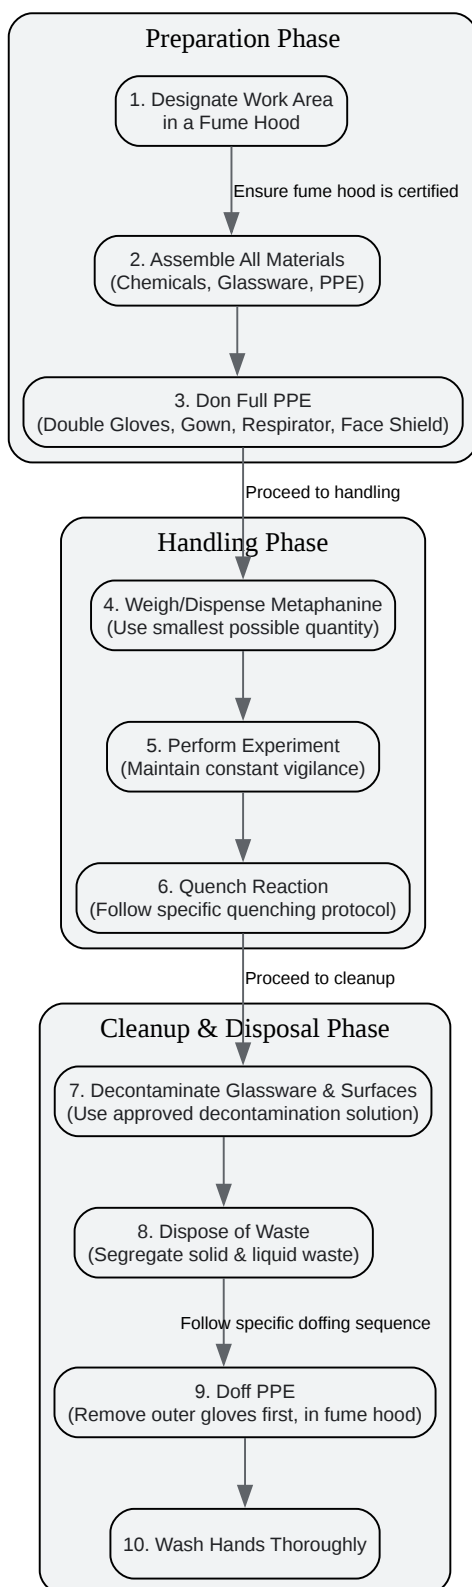 Preparation Phase
1. Designate Work Area
in a Fume Hood
Ensure fume hood is certified
2. Assemble All Materials
(Chemicals, Glassware, PPE)
3. Don Full PPE
(Double Gloves, Gown, Respirator, Face Shield)
Proceed to handling
Handling Phase
4. Weigh/Dispense Metaphanine
(Use smallest possible quantity)
5. Perform Experiment
(Maintain constant vigilance)
6. Quench Reaction
(Follow specific quenching protocol)
Proceed to cleanup
Cleanup & Disposal Phase
7. Decontaminate Glassware & Surfaces
(Use approved decontamination solution)
8. Dispose of Waste
(Segregate solid & liquid waste)
Follow specific doffing sequence
9. Doff PPE
(Remove outer gloves first, in fume hood)
10. Wash Hands Thoroughly